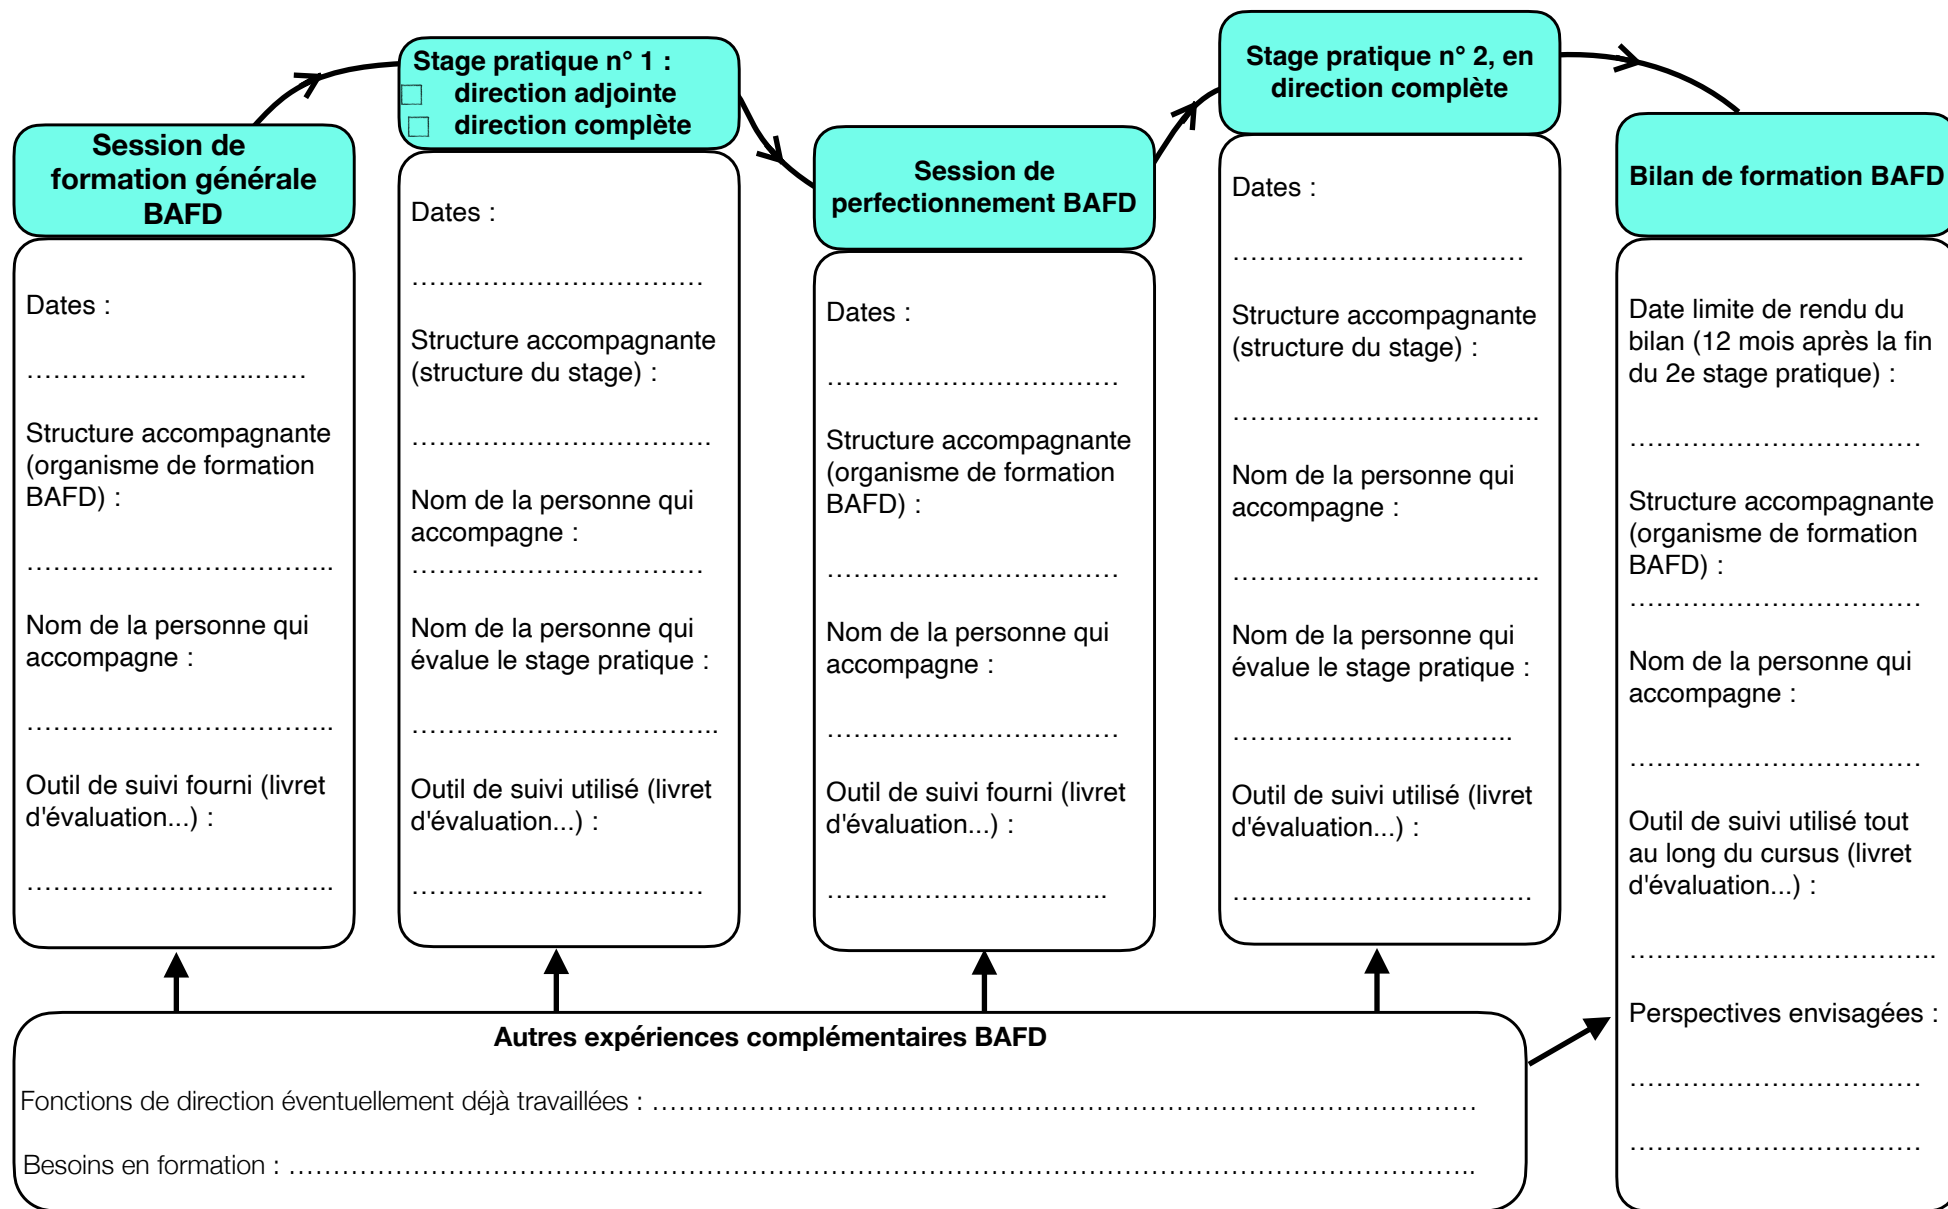 Session de
formation générale
BAFD
Dates :
……………………..……
Structure accompagnante
(organisme de formation
BAFD) :
……………………………..
Nom de la personne qui
accompagne :
……………………………..
Outil de suivi fourni (livret
d'évaluation...) :
……………………………..
Stage pratique n° 1 :
□ direction adjointe
□ direction complète
Dates :
……………………………
Structure accompagnante
(structure du stage) :
…………………………….
Nom de la personne qui
accompagne :
……………………………
Nom de la personne qui
évalue le stage pratique :
……………………………..
Outil de suivi utilisé (livret
d'évaluation...) :
……………………………
Session de
perfectionnement BAFD
Dates :
……………………………
Structure accompagnante
(organisme de formation
BAFD) :
……………………………
Nom de la personne qui
accompagne :
……………………………
Outil de suivi fourni (livret
d'évaluation...) :
…………………………..
Stage pratique n° 2, en
direction complète
Dates :
……………………………
Structure accompagnante
(structure du stage) :
……………………………..
Nom de la personne qui
accompagne :
……………………………..
Nom de la personne qui
évalue le stage pratique :
…………………………..
Outil de suivi utilisé (livret
d'évaluation...) :
…………………………….
Bilan de formation BAFD
Date limite de rendu du
bilan (12 mois après la fin
du 2e stage pratique) :
……………………………
Structure accompagnante
(organisme de formation
BAFD) :
……………………………
Nom de la personne qui
accompagne :
……………………………
Outil de suivi utilisé tout
au long du cursus (livret
d'évaluation...) :
……………………………..
Perspectives envisagées :
……………………………
……………………………
Autres expériences complémentaires BAFD
Fonctions de direction éventuellement déjà travaillées : …………………………………………………………………………………
Besoins en formation : ……………………………………………………………………………………………………………………..